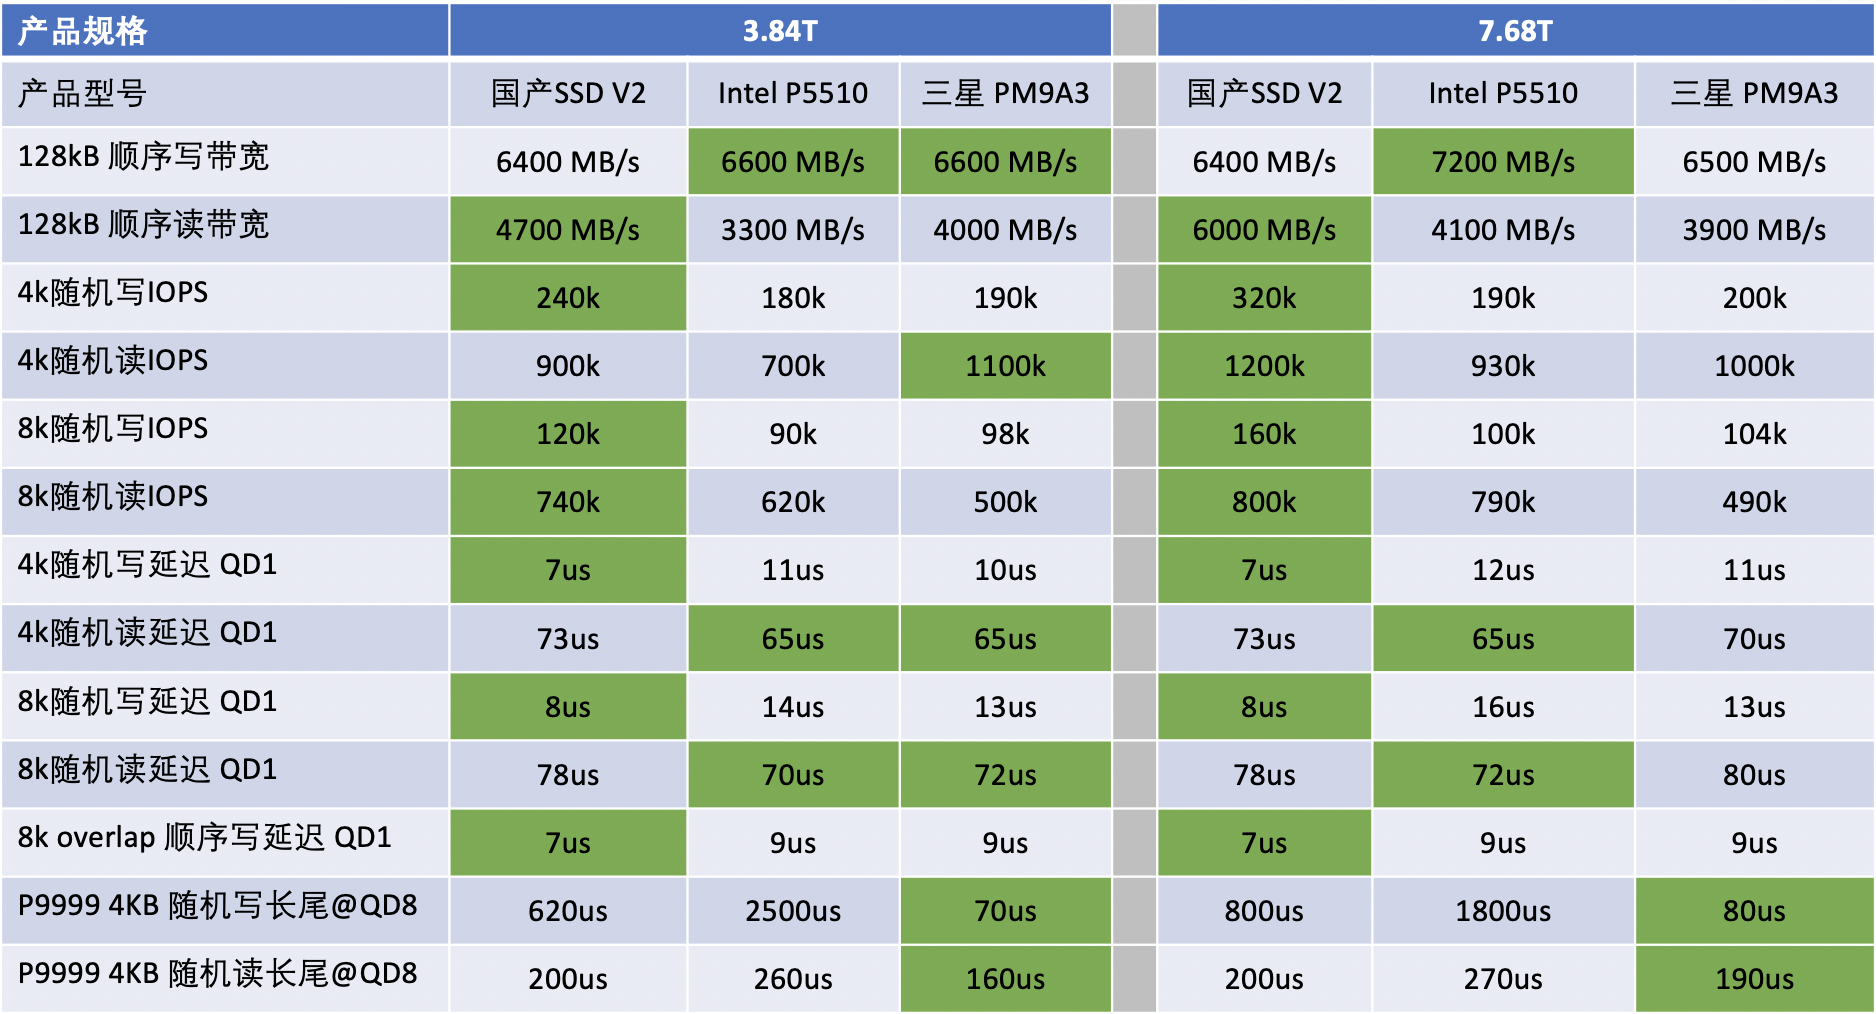 产品规格 3.84T 7.68T
产品型号 国产SSD V2 Intel P5510 三星 PM9A3 国产SSD V2 Intel P5510 三星 PM9A3
128kB 顺序写带宽 6400 MB/s 6600 MB/s 6600 MB/s 6400 MB/s 7200 MB/s 6500 MB/s
128kB 顺序读带宽 4700 MB/s 3300 MB/s 4000 MB/s 6000 MB/s 4100 MB/s 3900 MB/s
4k随机写IOPS 240k 180k 190k 320k 190k 200k
4k随机读IOPS 900k 700k 1100k 1200k 930k 1000k
8k随机写IOPS 120k 90k 98k 160k 100k 104k
8k随机读IOPS 740k 620k 500k 800k 790k 490k
4k随机写延迟 QD1 7us 11us 10us 7us 12us 11us
4k随机读延迟 QD1 73us 65us 65us 73us 65us 70us
8k随机写延迟 QD1 8us 14us 13us 8us 16us 13us
8k随机读延迟 QD1 78us 70us 72us 78us 72us 80us
8k overlap 顺序写延迟 QD1 7us 9us 9us 7us 9us 9us
P9999 4KB 随机写长尾@QD8 620us 2500us 70us 800us 1800us 80us
P9999 4KB 随机读长尾@QD8 200us 260us 160us 200us 270us 190us